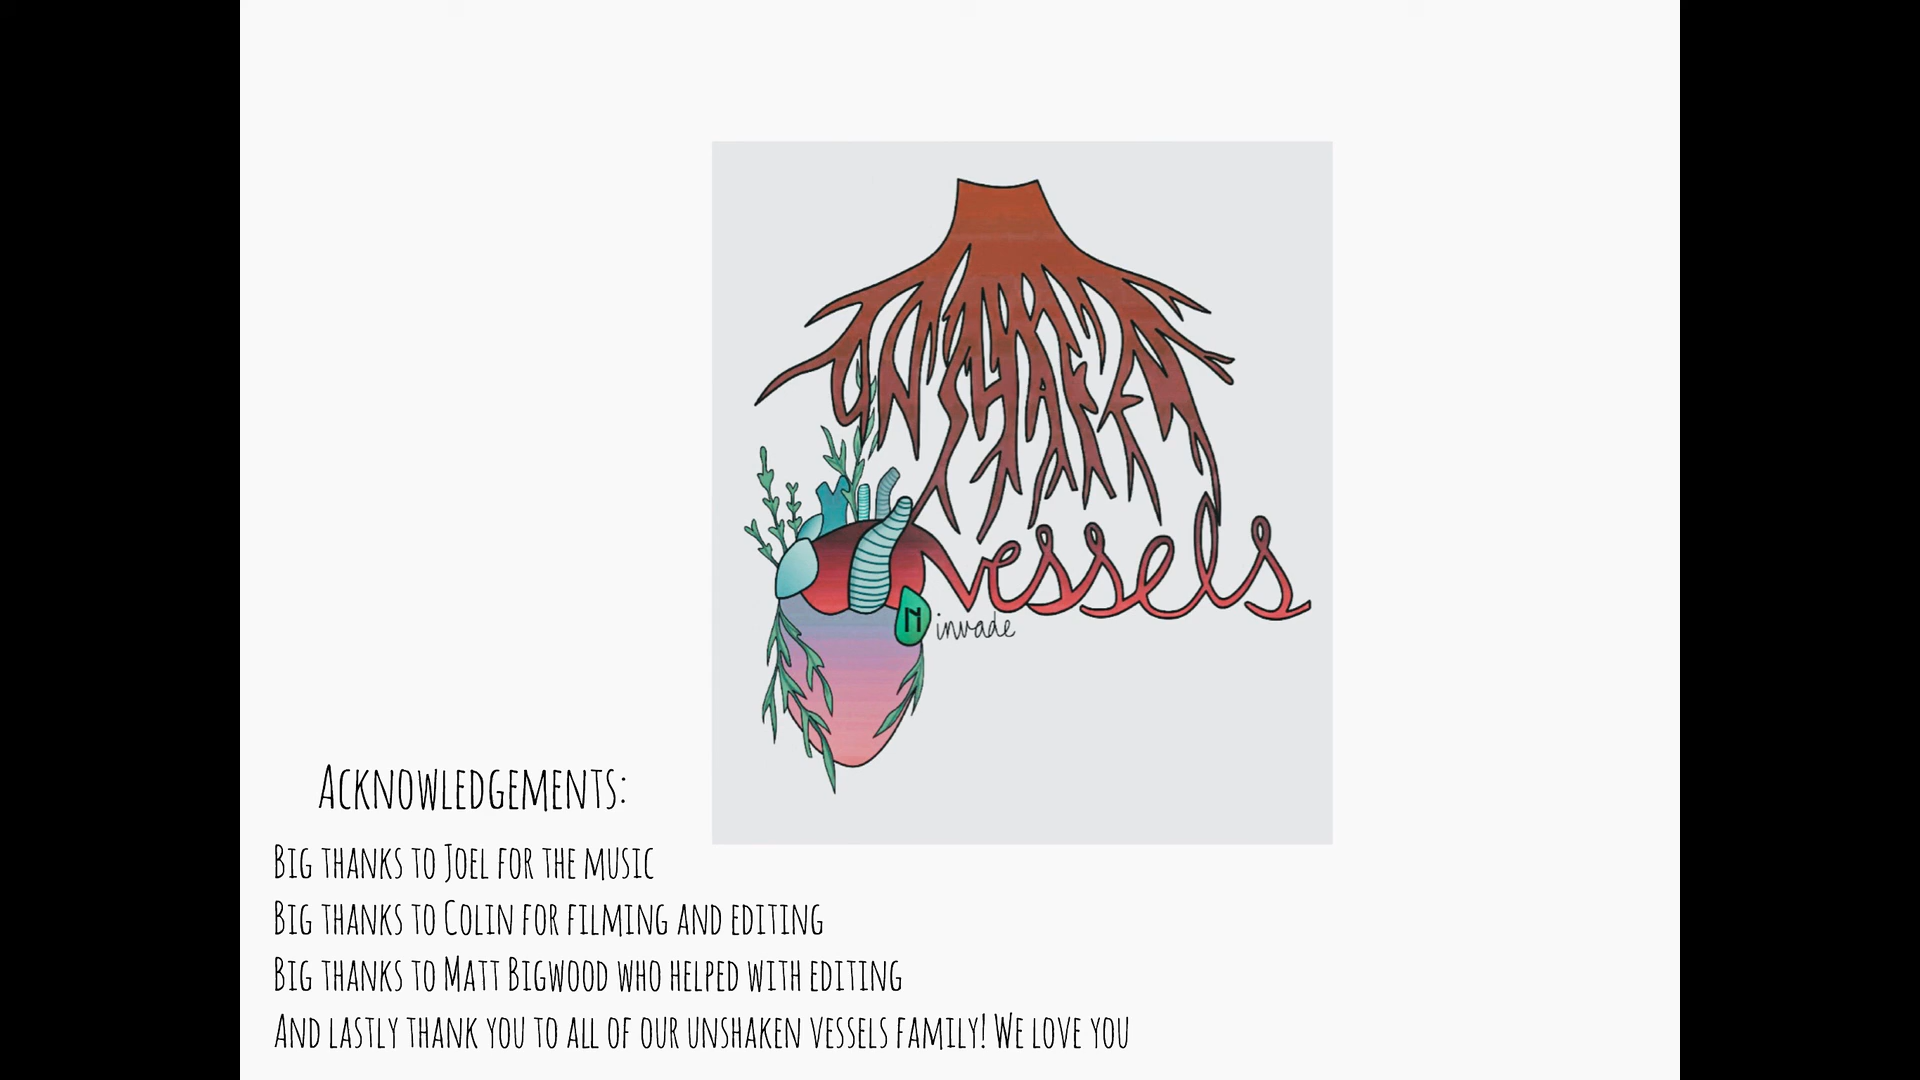 UNSHAKEN
vessels
N invade
ACKNOWLEDGEMENTS:
BIG THANKS TO JOEL FOR THE MUSIC
BIG THANKS TO COLIN FOR FILMING AND EDITING
BIG THANKS TO MATT BIGWOOD WHO HELPED WITH EDITING
AND LASTLY THANK YOU TO ALL OF OUR UNSHAKEN VESSELS FAMILY! WE LOVE YOU